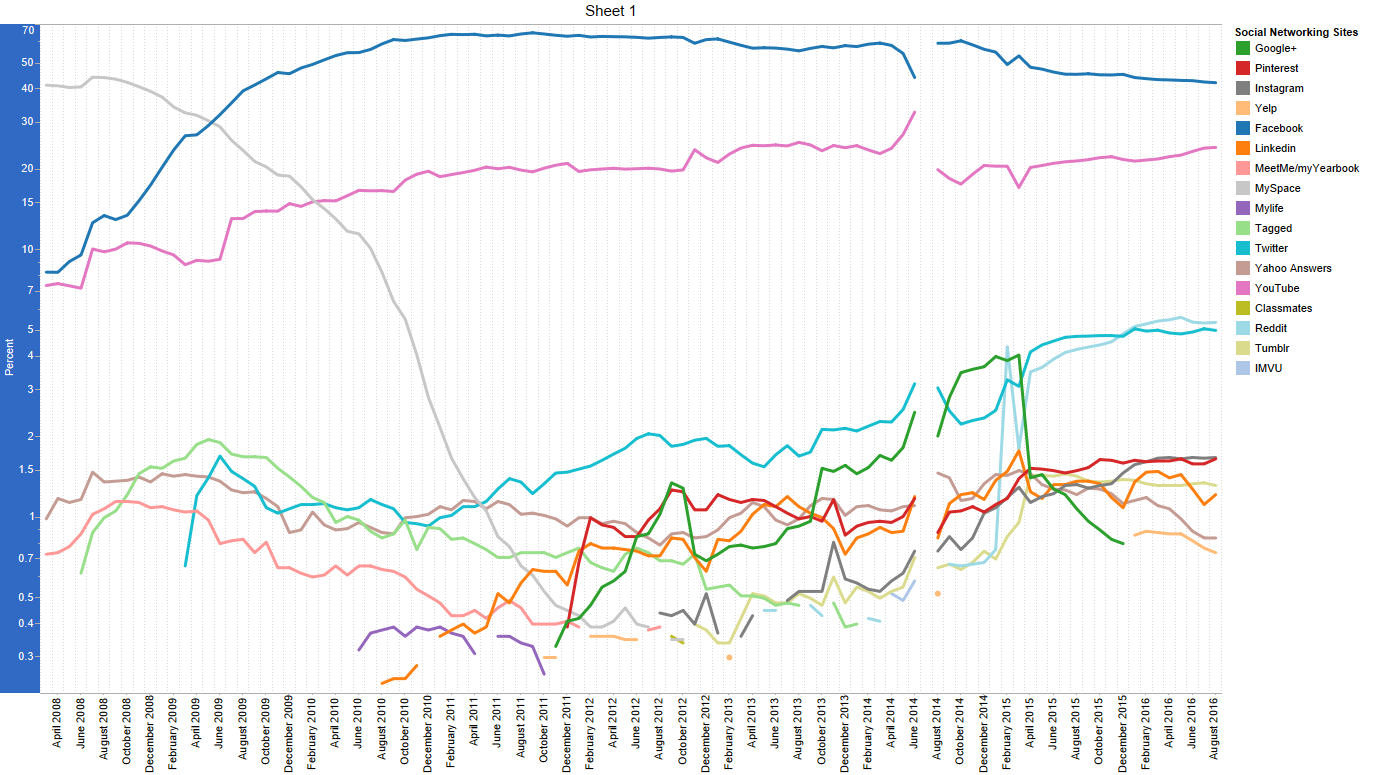 Sheet 1
Percent
70
50
40
30
20
15
10
7
5
4
3
2
1.5
1
0.7
0.5
0.4
0.3
April 2008
June 2008
August 2008
October 2008
December 2008
February 2009
April 2009
June 2009
August 2009
October 2009
December 2009
February 2010
April 2010
June 2010
August 2010
October 2010
December 2010
February 2011
April 2011
June 2011
August 2011
October 2011
December 2011
February 2012
April 2012
June 2012
August 2012
October 2012
December 2012
February 2013
April 2013
June 2013
August 2013
October 2013
December 2013
February 2014
April 2014
June 2014
August 2014
October 2014
December 2014
February 2015
April 2015
June 2015
August 2015
October 2015
December 2015
February 2016
April 2016
June 2016
August 2016
Social Networking Sites
Google+
Pinterest
Instagram
Yelp
Facebook
Linkedin
MeetMe/myYearbook
MySpace
Mylife
Tagged
Twitter
Yahoo Answers
YouTube
Classmates
Reddit
Tumblr
IMVU